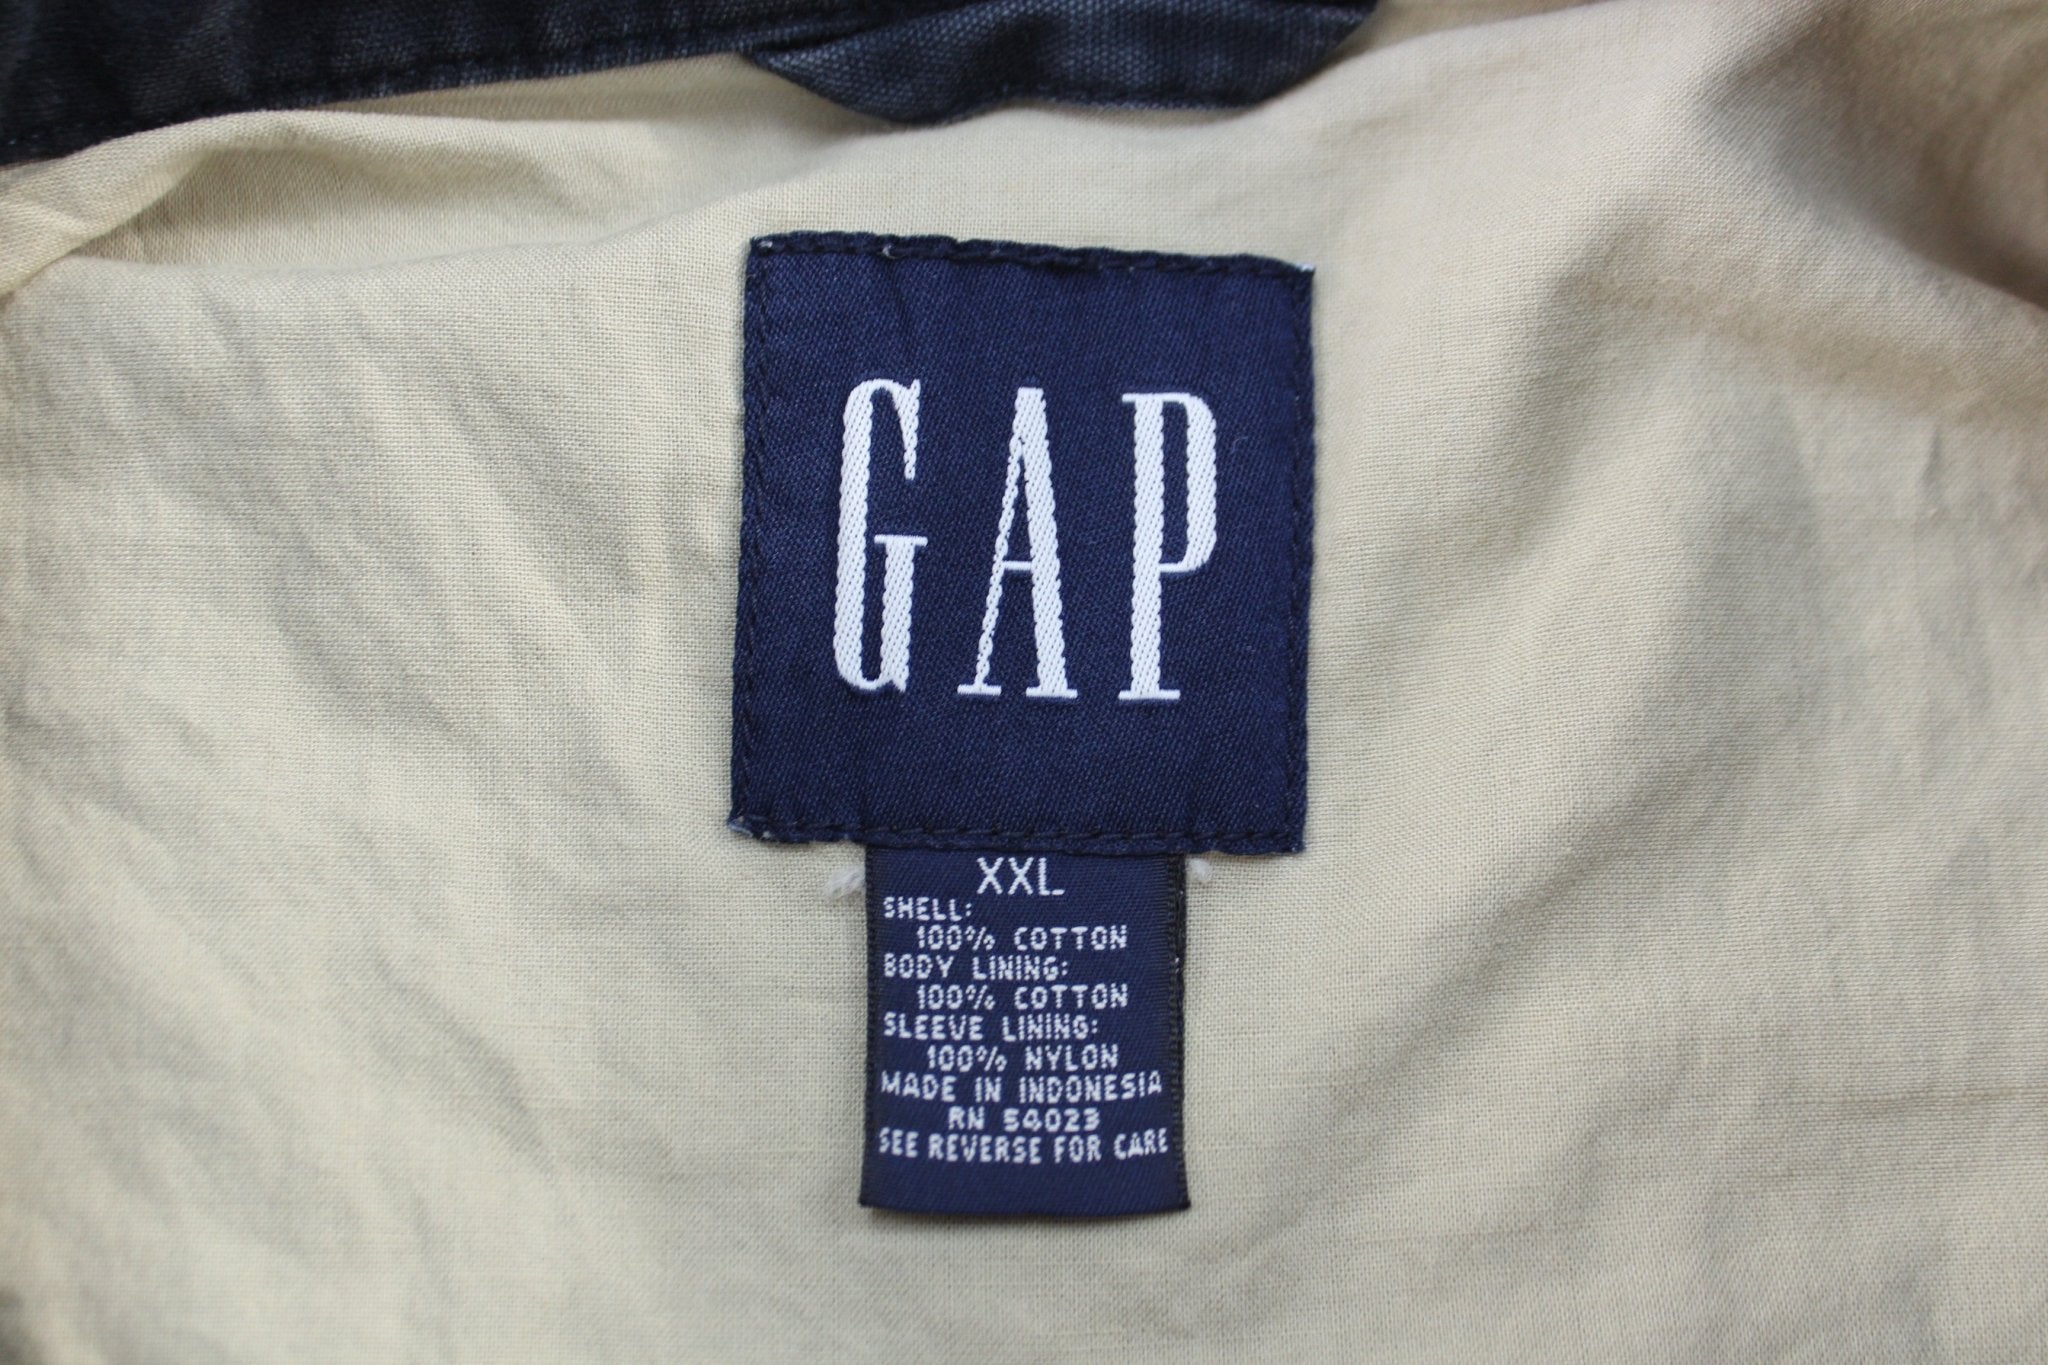 GAP
XXL
SHELL:
100% COTTON
BODY LINING:
100% COTTON
SLEEVE LINING:
100% NYLON
MADE IN INDONESIA
RN 54023
SEE REVERSE FOR CARE